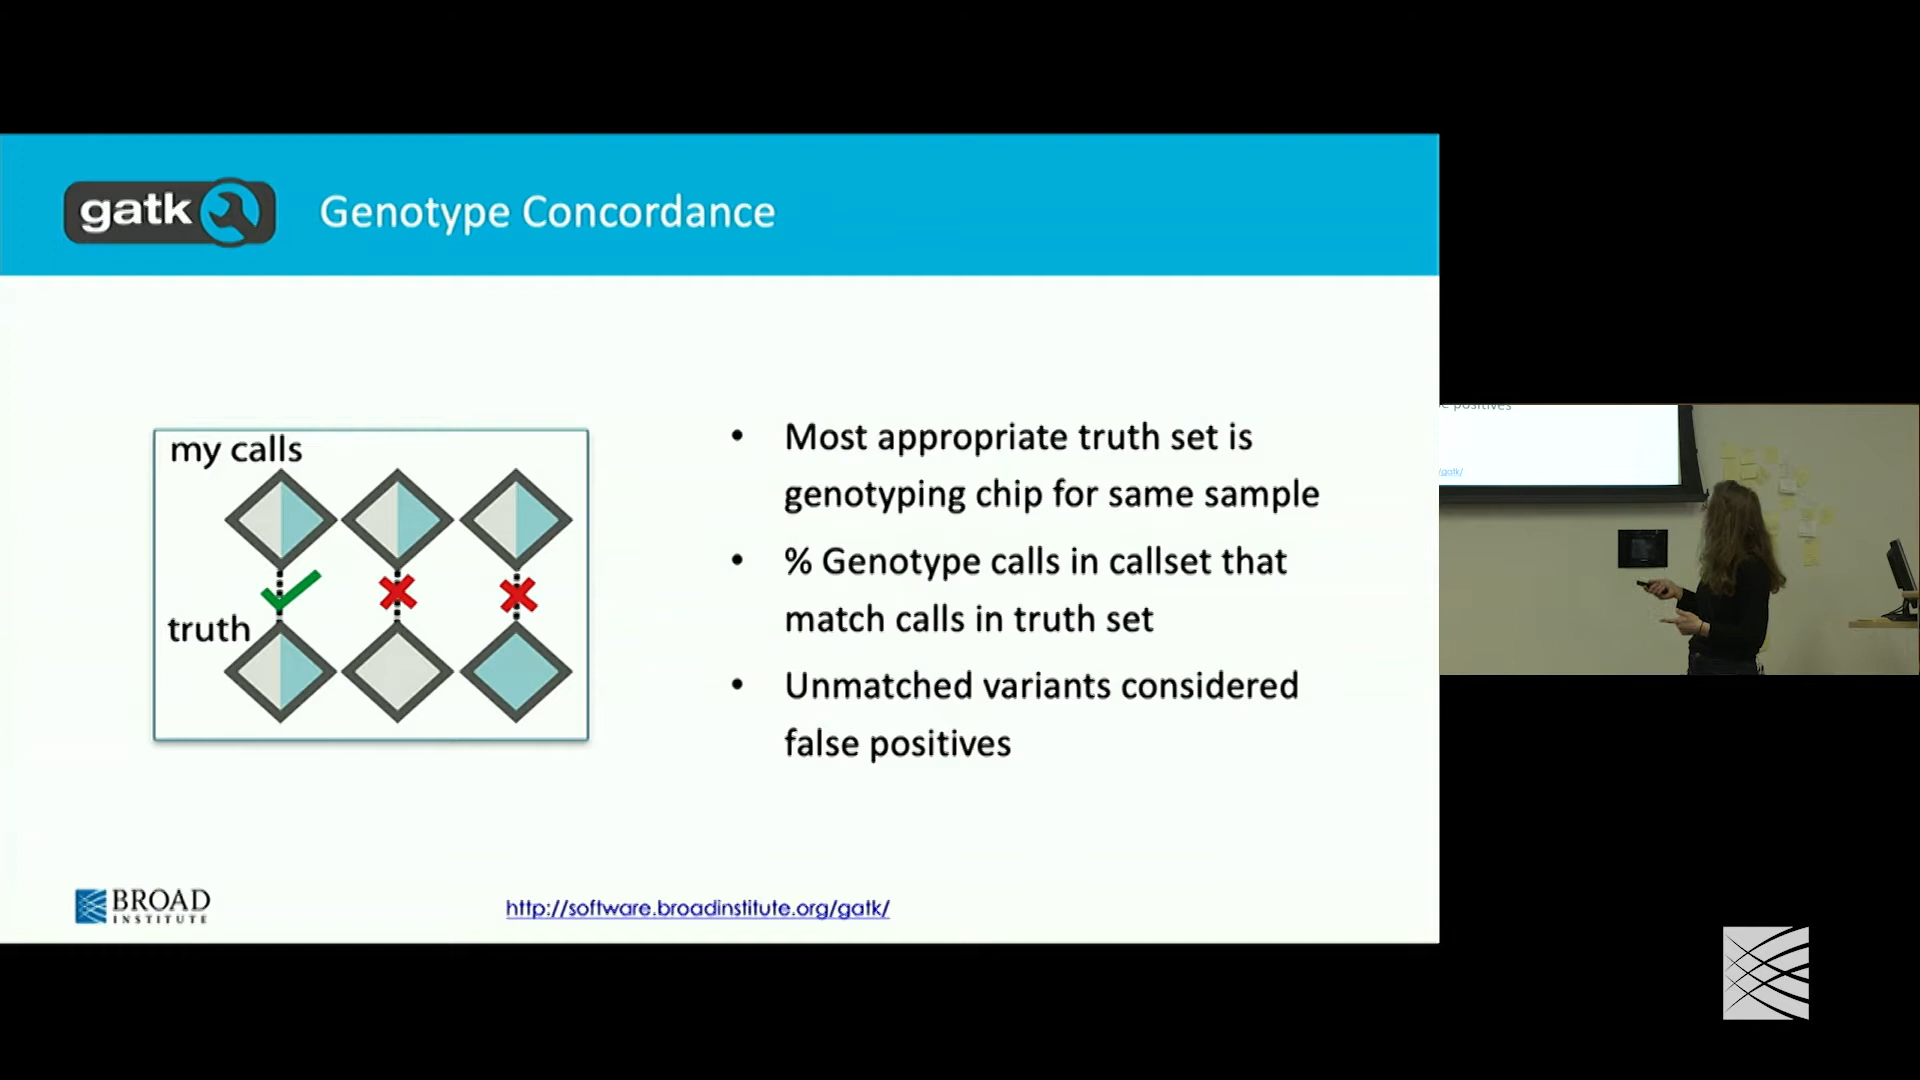 gatk
Genotype Concordance
my calls
truth
• Most appropriate truth set is
genotyping chip for same sample
• % Genotype calls in callset that
match calls in truth set
• Unmatched variants considered
false positives
BROAD
INSTITUTE
http://software.broadinstitute.org/gatk/
positives
/gatk/